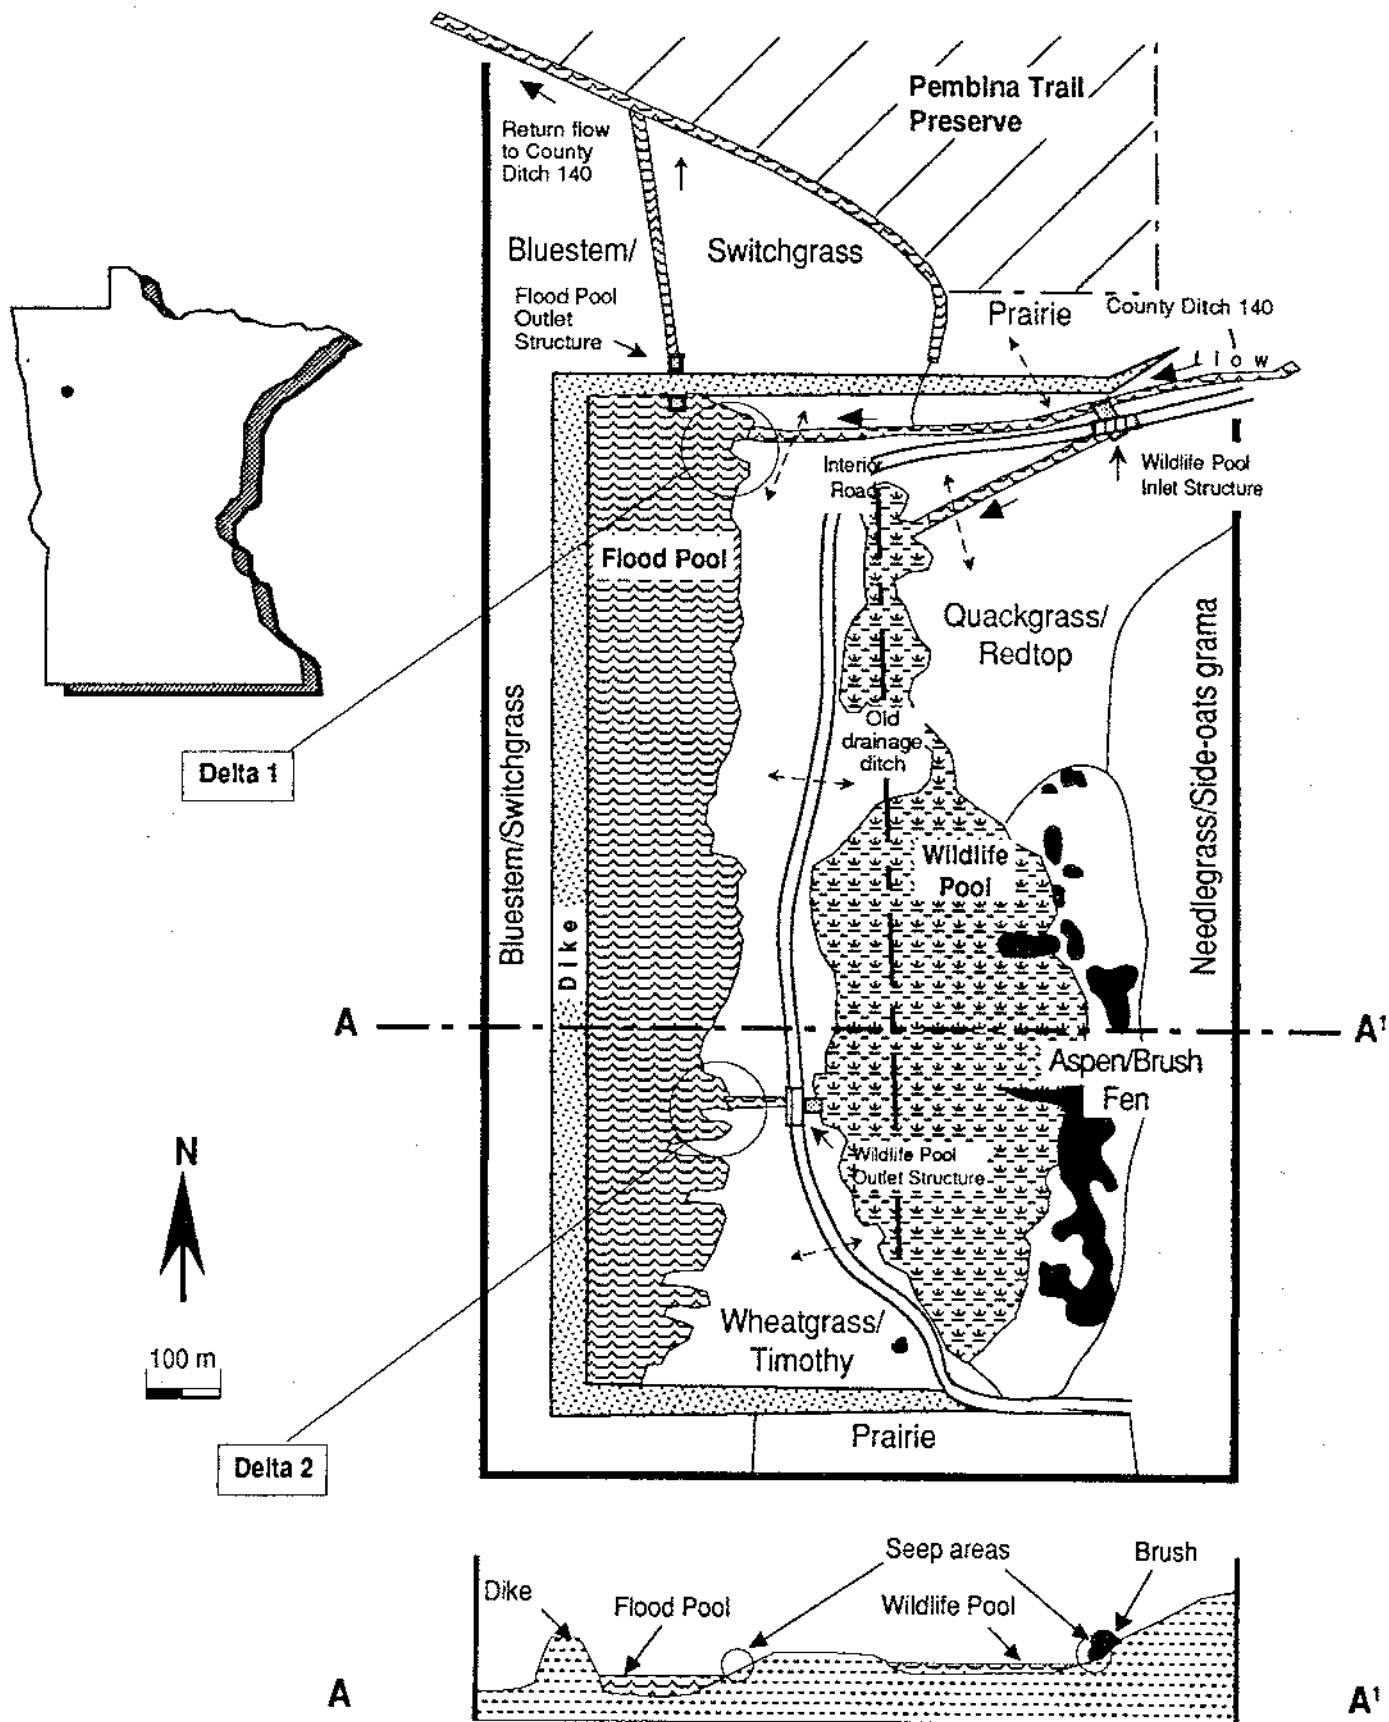 Pembina Trail
Preserve
Return flow
to County
Ditch 140
Bluestem/
Switchgrass
Flood Pool
Outlet
Structure
Prairie
County Ditch 140
flow
Interior
Road
Wildlife Pool
Inlet Structure
Flood Pool
Quackgrass/
Redtop
Needlegrass/Side-oats grama
Bluestem/Switchgrass
Old
drainage
ditch
Delta 1
Wildlife
Pool
Dike
A
A¹
Aspen/Brush
Fen
N
Wildlife Pool
Outlet Structure
100 m
Wheatgrass/
Timothy
Prairie
Delta 2
Seep areas
Brush
Dike
Flood Pool
Wildlife Pool
A
A¹